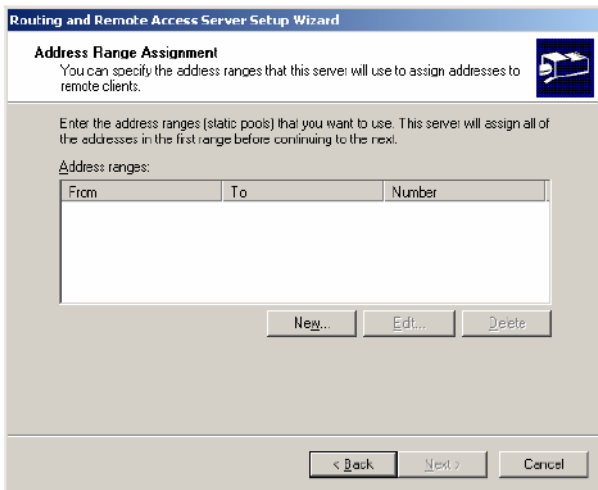 Routing and Remote Access Server Setup Wizard
Address Range Assignment
You can specify the address ranges that this server will use to assign addresses to
remote clients.
Enter the address ranges (static pools) that you want to use. This server will assign all of
the addresses in the first range before continuing to the next.
Address ranges:
From To Number
New... Edit... Delete
< Back Next > Cancel